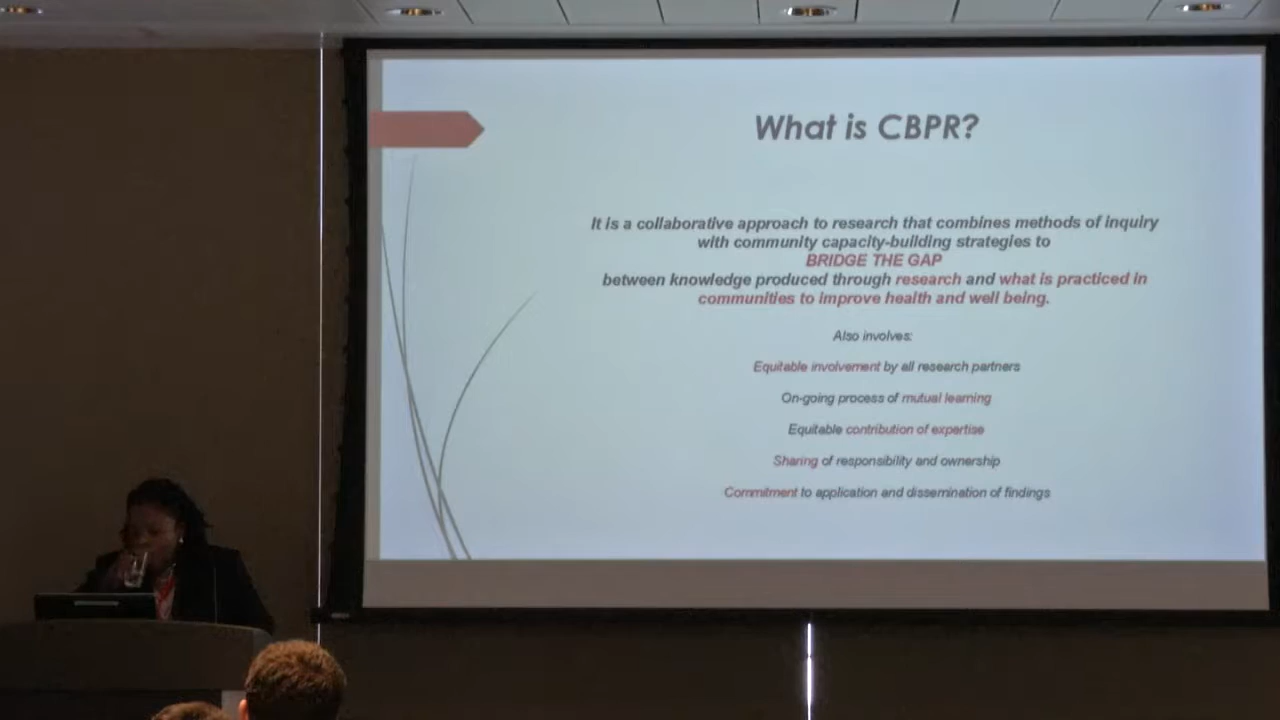 What is CBPR?
It is a collaborative approach to research that combines methods of inquiry
with community capacity-building strategies to
BRIDGE THE GAP
between knowledge produced through research and what is practiced in
communities to improve health and well being.
Also involves:
Equitable involvement by all research partners
On-going process of mutual learning
Equitable contribution of expertise
Sharing of responsibility and ownership
Commitment to application and dissemination of findings